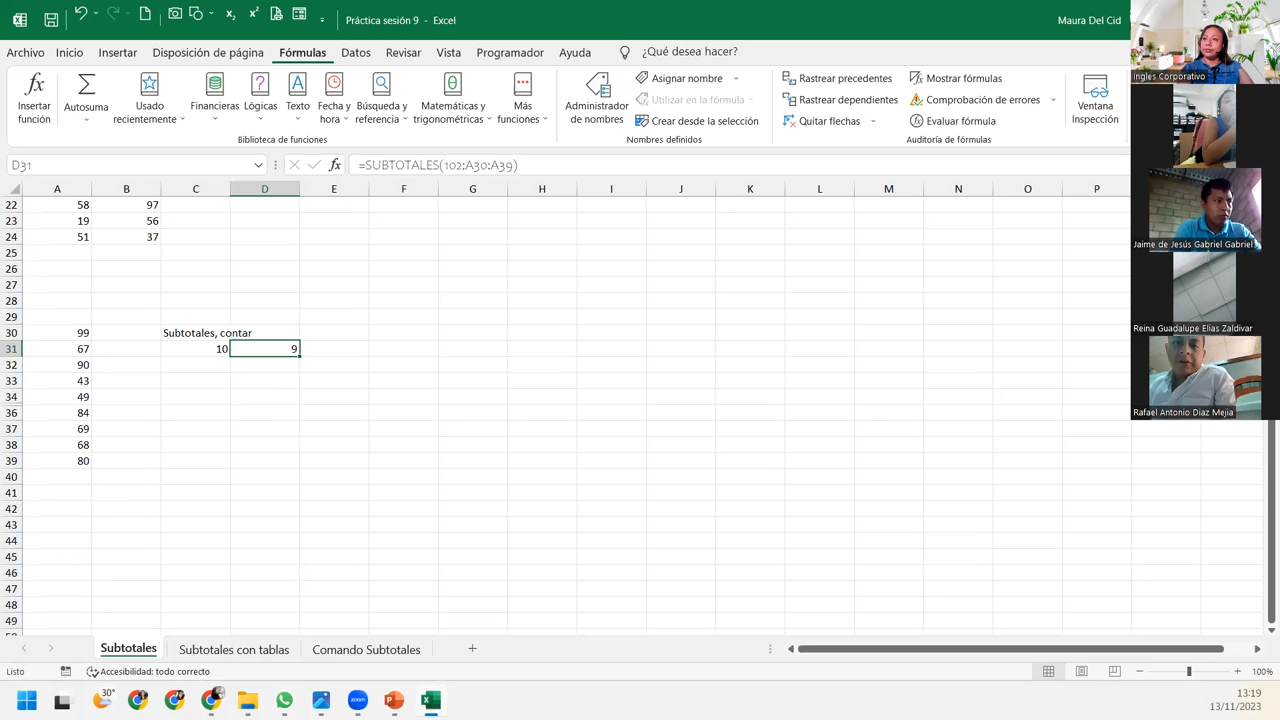 Práctica sesión 9 - Excel
Maura Del Cid
Archivo Inicio Insertar Disposición de página Fórmulas Datos Revisar Vista Programador Ayuda ¿Qué desea hacer?
Insertar función
Autosuma
Usado recientemente
Financieras
Lógicas
Texto
Fecha y hora
Búsqueda y referencia
Matemáticas y trigonométricas
Más funciones
Biblioteca de funciones
Administrador de nombres
Asignar nombre
Utilizar en la fórmula
Crear desde la selección
Nombres definidos
Rastrear precedentes
Rastrear dependientes
Quitar flechas
Mostrar fórmulas
Comprobación de errores
Evaluar fórmula
Auditoría de fórmulas
Ventana Inspección
D31 fx =SUBTOTALES(102;A30:A39)
A B C D E F G H I J K L M N O P
22 58 97
23 19 56
24 51 37
25
26
27
28
29
30 99 Subtotales, contar
31 67 10 9
32 90
33 43
34 49
36 84
37 69
38 68
39 80
40
41
42
43
44
45
46
47
48
49
Ingles Corporativo
Jaime de Jesús Gabriel Gabriel
Reina Guadalupe Elias Zaldivar
Rafael Antonio Diaz Mejia
Subtotales Subtotales con tablas Comando Subtotales
Listo Accesibilidad: todo correcto 100%
30°
zoom
13:19
13/11/2023